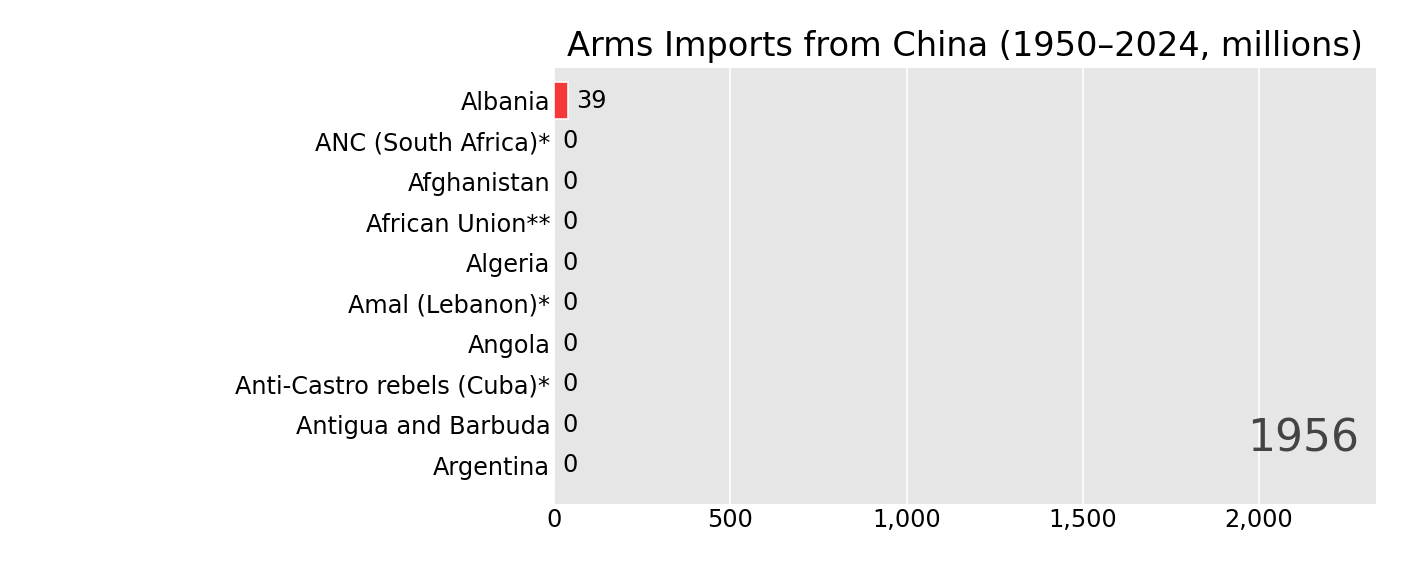 Arms Imports from China (1950–2024, millions)
Albania 39
ANC (South Africa)* 0
Afghanistan 0
African Union** 0
Algeria 0
Amal (Lebanon)* 0
Angola 0
Anti-Castro rebels (Cuba)* 0
Antigua and Barbuda 0
Argentina 0
1956
0 500 1,000 1,500 2,000